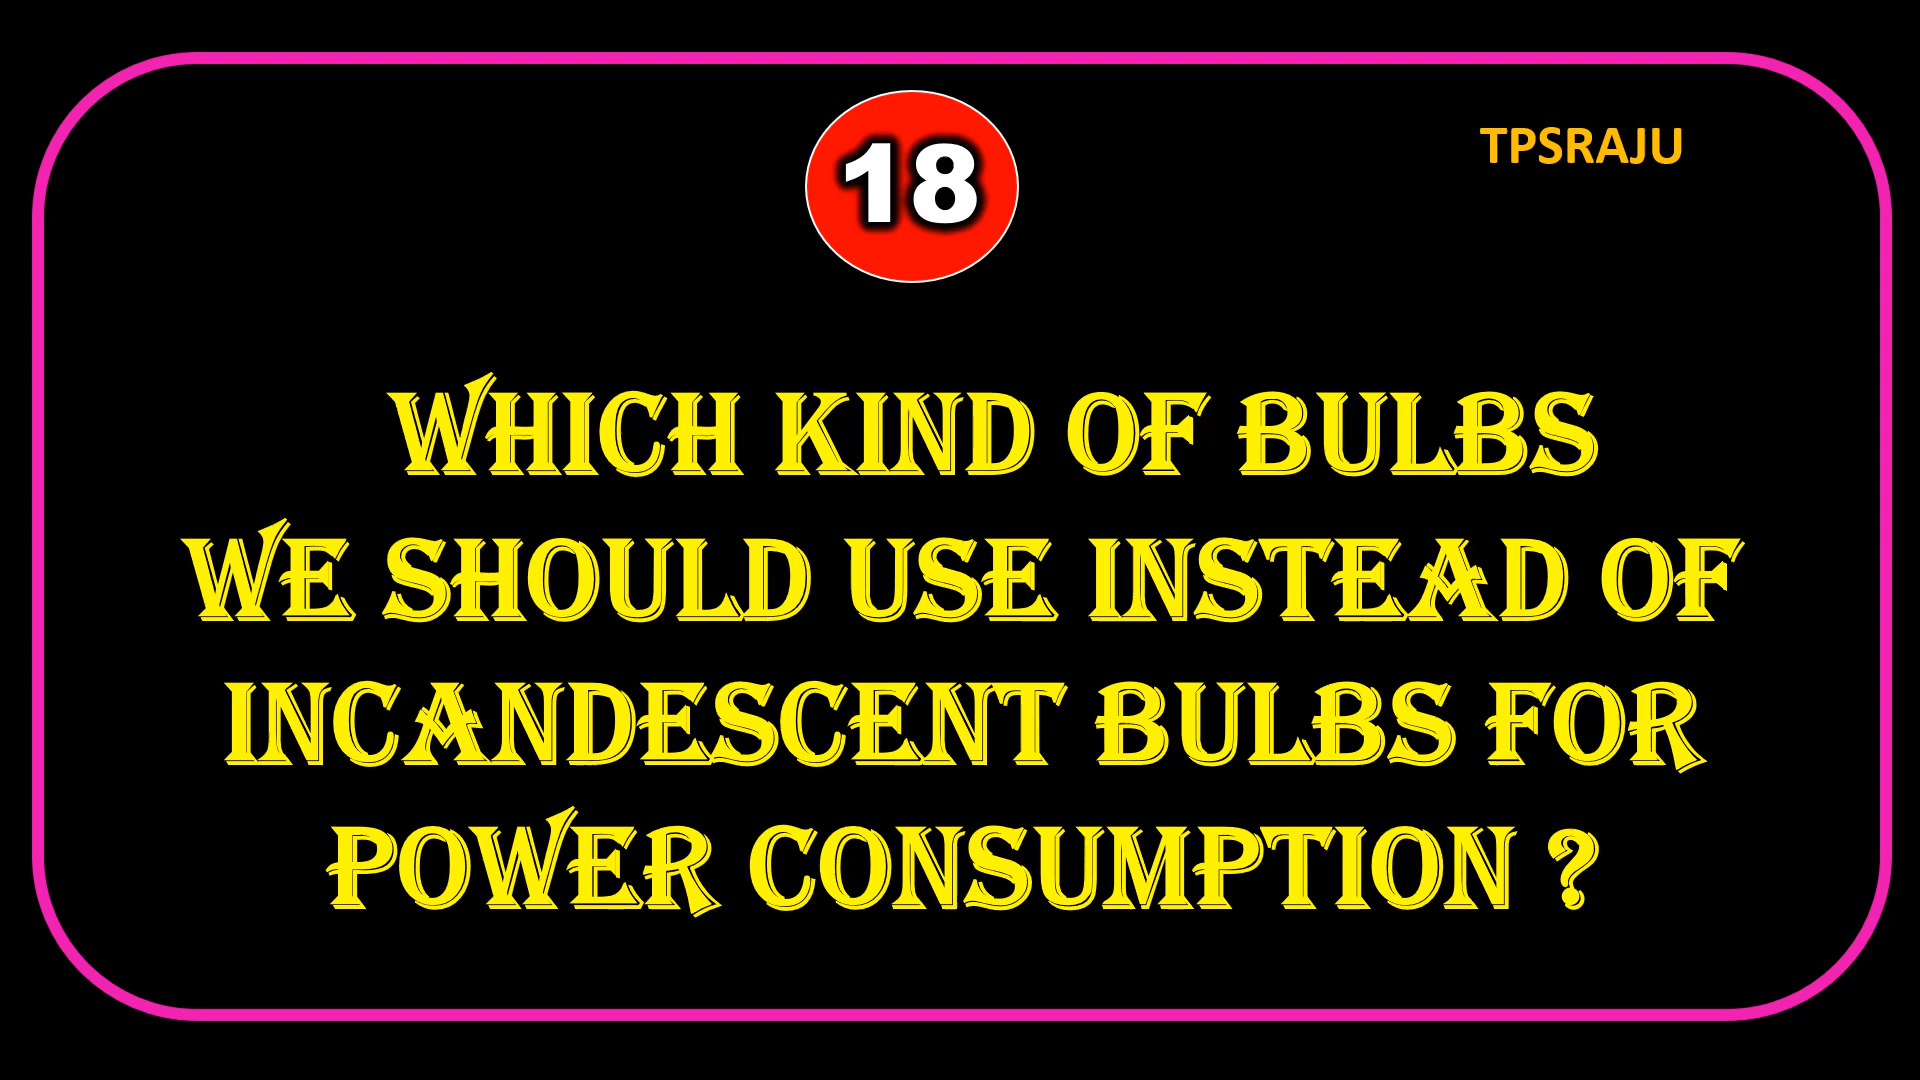 18
TPSRAJU
WHICH KIND OF BULBS
WE SHOULD USE INSTEAD OF
INCANDESCENT BULBS FOR
POWER CONSUMPTION ?